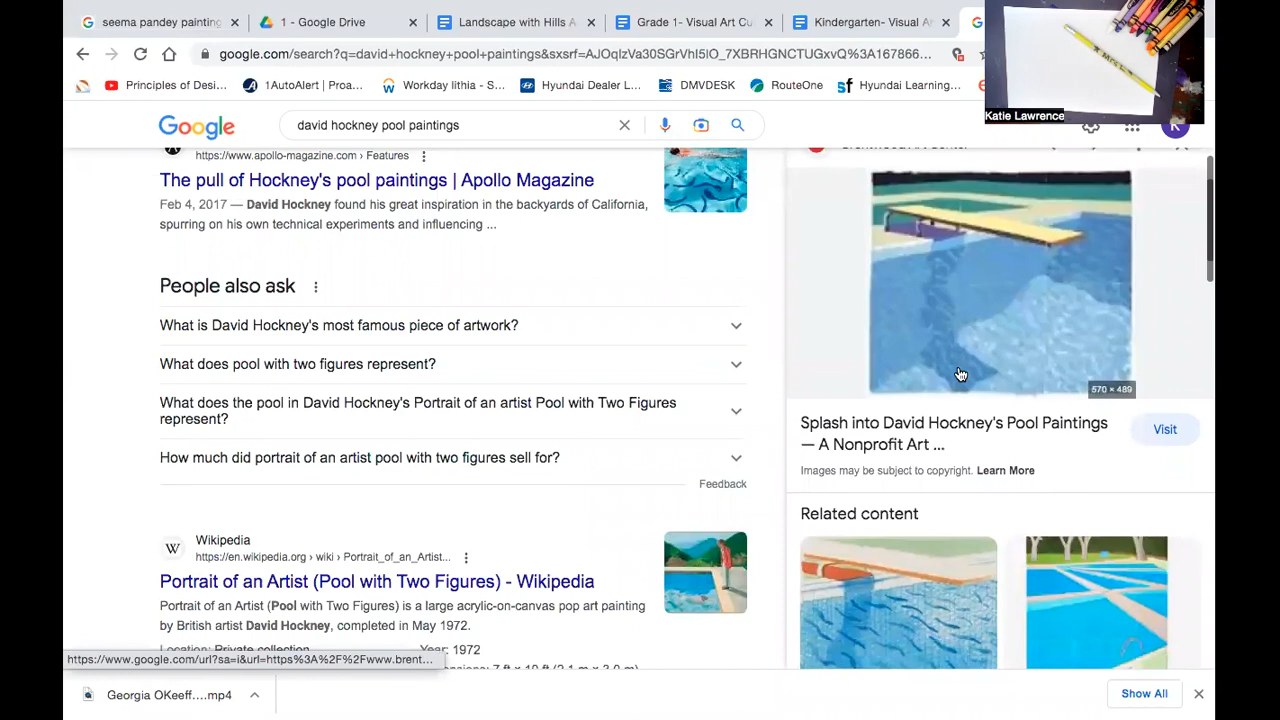 seema pandey painting
1 - Google Drive
Landscape with Hills A
Grade 1- Visual Art Cu
Kindergarten- Visual A
google.com/search?q=david+hockney+pool+paintings&sxsrf=AJOqlzVa30SGrVhI5lO_7XBRHGNCTUGxvQ%3A167866...
Principles of Desi...
1AutoAlert | Proa...
Workday lithia - S...
Hyundai Dealer L...
DMVDESK
RouteOne
Hyundai Learning...
Katie Lawrence
Google
david hockney pool paintings
https://www.apollo-magazine.com › Features
The pull of Hockney's pool paintings | Apollo Magazine
Feb 4, 2017 — David Hockney found his great inspiration in the backyards of California,
spurring on his own technical experiments and influencing ...
People also ask
What is David Hockney's most famous piece of artwork?
What does pool with two figures represent?
What does the pool in David Hockney's Portrait of an artist Pool with Two Figures
represent?
How much did portrait of an artist pool with two figures sell for?
Feedback
Wikipedia
https://en.wikipedia.org › wiki › Portrait_of_an_Artist...
Portrait of an Artist (Pool with Two Figures) - Wikipedia
Portrait of an Artist (Pool with Two Figures) is a large acrylic-on-canvas pop art painting
by British artist David Hockney, completed in May 1972.
Location: Private collection
Year: 1972
7 ft × 10 ft (2.1 m × 3.0 m)
570 × 489
Splash into David Hockney's Pool Paintings
— A Nonprofit Art ...
Visit
Images may be subject to copyright. Learn More
Related content
https://www.google.com/url?sa=i&url=https%3A%2F%2Fwww.brent...
Georgia OKeeff....mp4
Show All